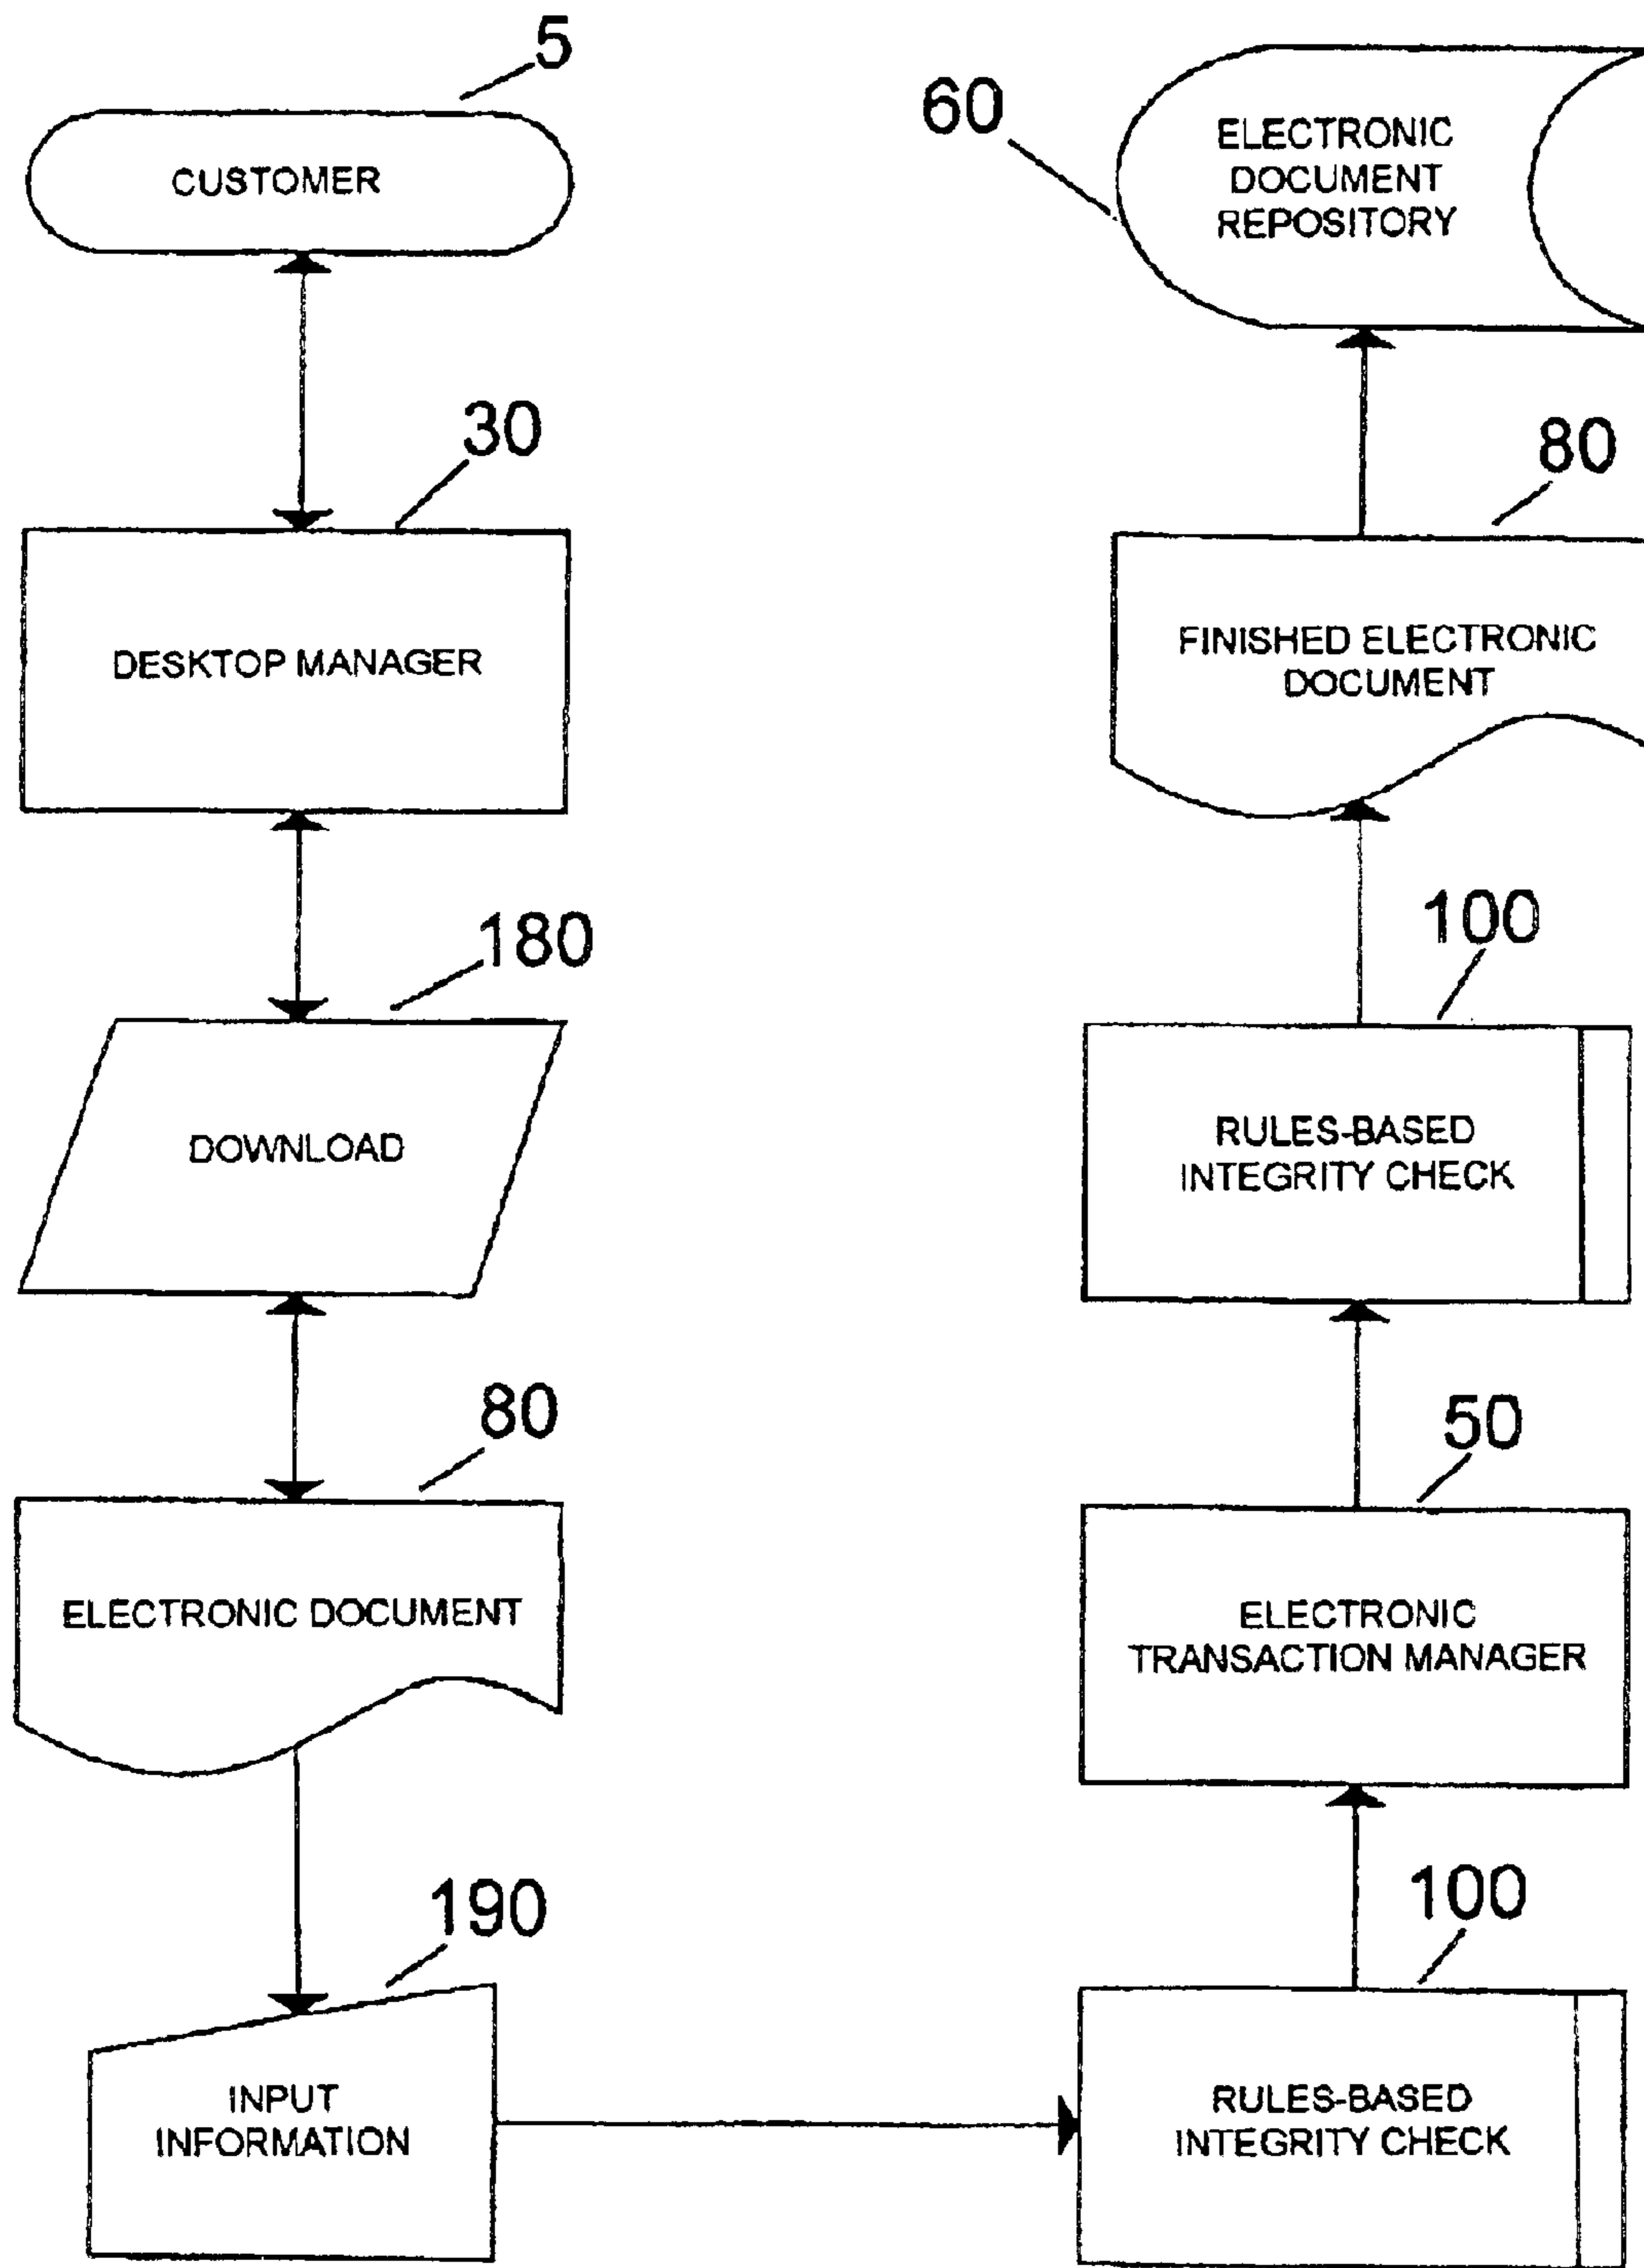 5
CUSTOMER
30
DESKTOP MANAGER
180
DOWNLOAD
80
ELECTRONIC DOCUMENT
190
INPUT
INFORMATION
60
ELECTRONIC
DOCUMENT
REPOSITORY
80
FINISHED ELECTRONIC
DOCUMENT
100
RULES-BASED
INTEGRITY CHECK
50
ELECTRONIC
TRANSACTION MANAGER
100
RULES-BASED
INTEGRITY CHECK